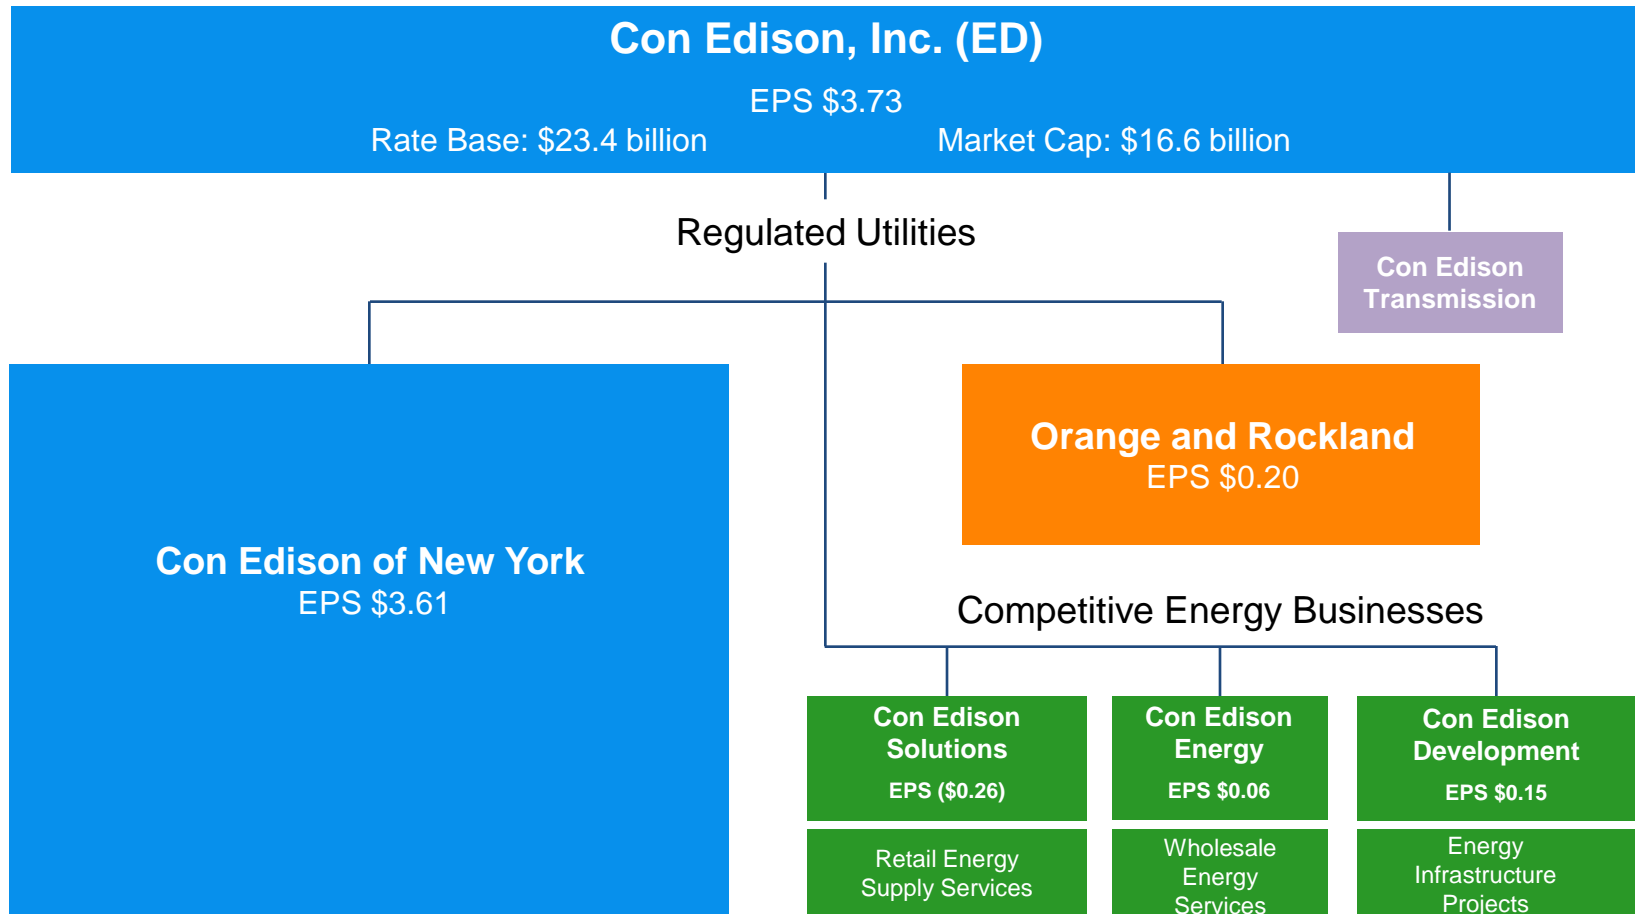 Con Edison, Inc. (ED)
EPS $3.73
Rate Base: $23.4 billion Market Cap: $16.6 billion
Regulated Utilities
Con Edison
Transmission
Con Edison of New York
EPS $3.61
Orange and Rockland
EPS $0.20
Competitive Energy Businesses
Con Edison
Solutions
EPS ($0.26)
Retail Energy
Supply Services
Con Edison
Energy
EPS $0.06
Wholesale
Energy
Services
Con Edison
Development
EPS $0.15
Energy
Infrastructure
Projects